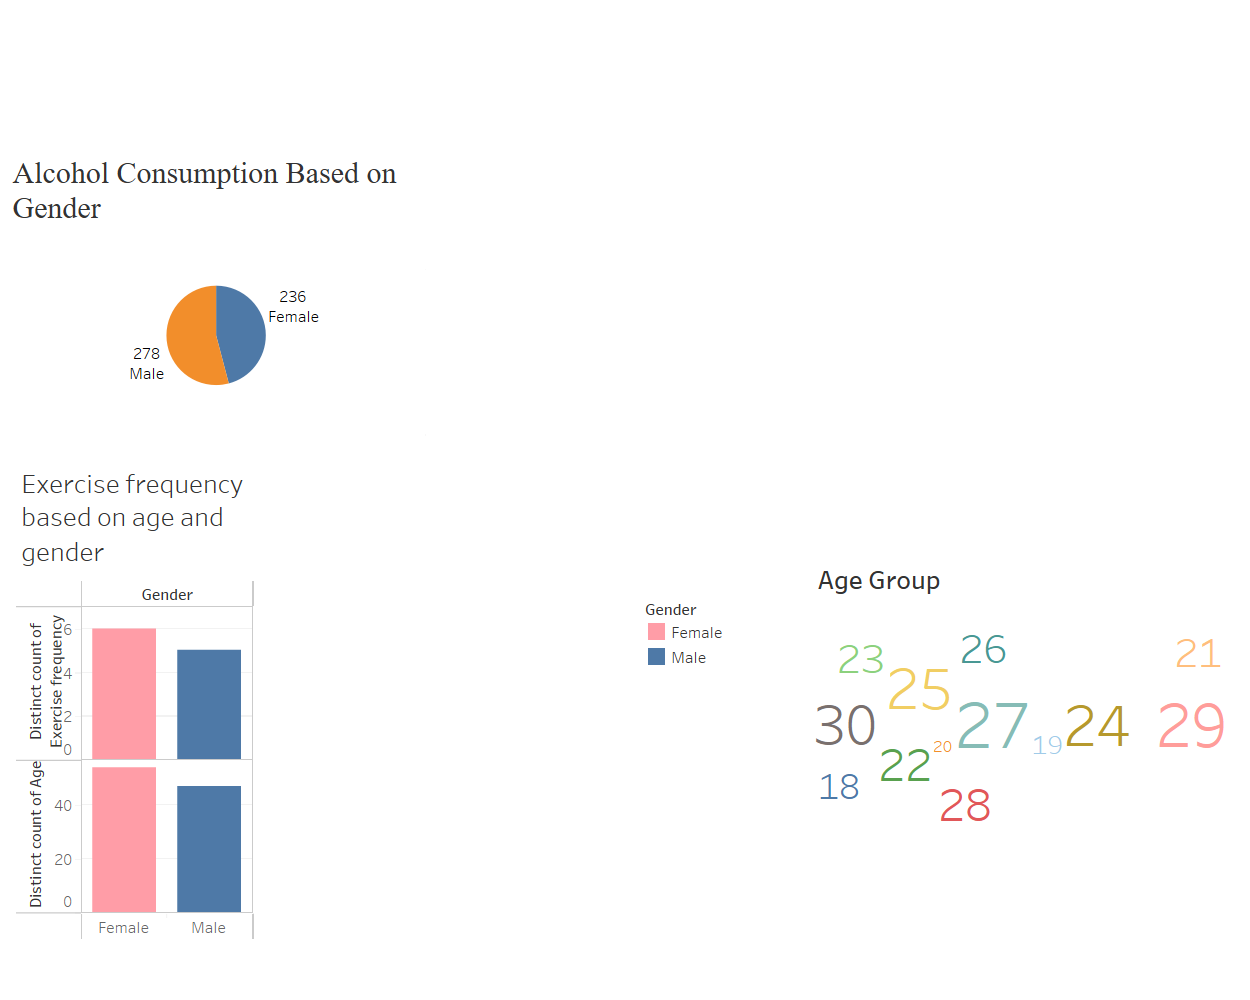 Alcohol Consumption Based on
Gender
236
Female
278
Male
Exercise frequency
based on age and
gender
Gender
Distinct count of
Exercise frequency
6
4
2
0
Distinct count of Age
40
20
0
Female
Male
Gender
Female
Male
Age Group
23
26
21
25
30
27
24
29
20
19
22
18
28